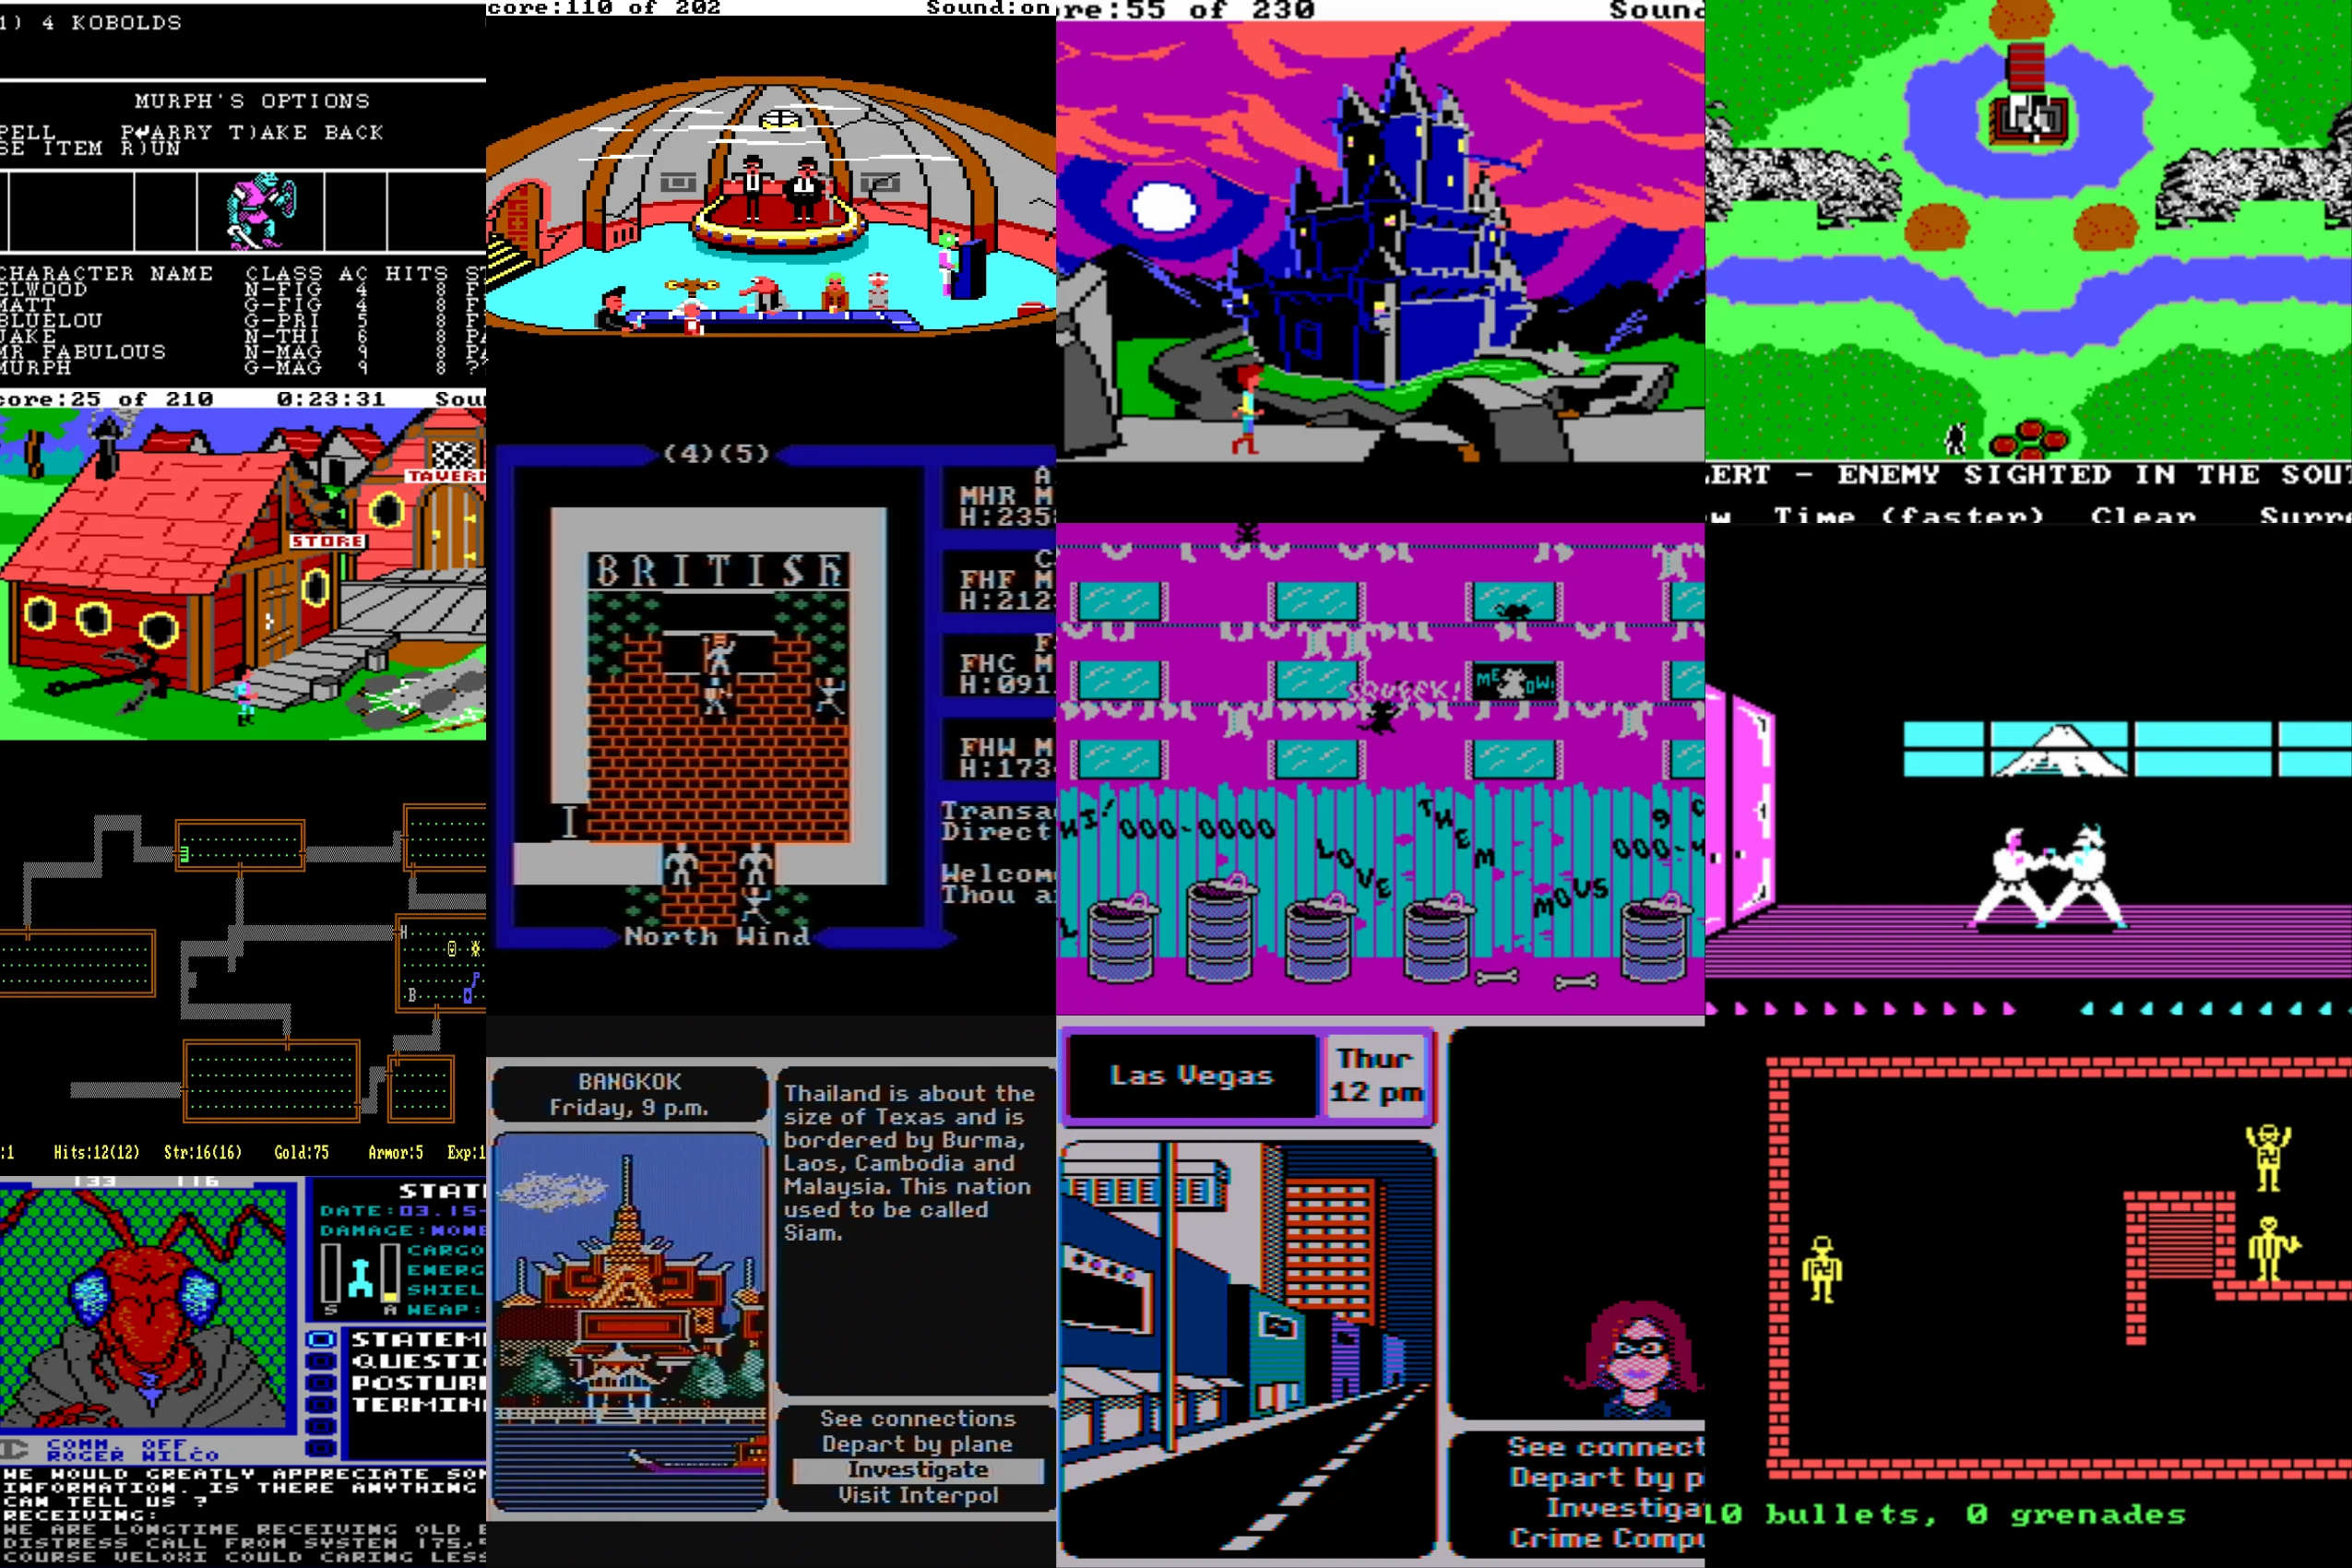 1) 4 KOBOLDS
MURPH'S OPTIONS
PELL P↵ARRY T)AKE BACK
SE ITEM R)UN
CHARACTER NAME CLASS AC HITS ST
ELWOOD N-FIG 4 8 F
MATT G-FIG 4 8 F
BLUELOU G-PRI 5 8 F
JAKE N-THI 6 8 P
MR FABULOUS N-MAG 9 8 P
MURPH G-MAG 9 8 ?
core:25 of 210 0:23:31 Sou
TAVERN
STORE
H
B
:1 Hits:12(12) Str:16(16) Gold:75 Armor:5 Exp:1
133 116
STAT
DATE:03.15-
DAMAGE:NONE
CARGO
ENERG
SHIEL
S A WEAP:
STATEM
QUESTI
POSTUR
TERMIN
COMM. OFF.
ROGER WILCO
WE WOULD GREATLY APPRECIATE SOM
INFORMATION. IS THERE ANYTHING
CAN TELL US ?
RECEIVING:
WE ARE LONGTIME RECEIVING OLD E
DISTRESS CALL FROM SYSTEM 175,
COURSE VELOXI COULD CARING LESS
core:110 of 202 Sound:on
(4)(5)
BRITISH
I
North Wind
A
MHR M
H:235
C
FHF M
H:212
F
FHC M
H:091
FHW M
H:173
Transa
Direct
Welcom
Thou a
BANGKOK
Friday, 9 p.m.
Thailand is about the
size of Texas and is
bordered by Burma,
Laos, Cambodia and
Malaysia. This nation
used to be called
Siam.
See connections
Depart by plane
Investigate
Visit Interpol
ore:55 of 230 Soun
SQUEEK!
MEOW!
HI!
000-0000
LOVE
THEM
MOUS
9 C
000-
L
Las Vegas
Thur
12 pm
See connect
Depart by p
Investiga
Crime Compu
LERT - ENEMY SIGHTED IN THE SOU
w Time (faster) Clear Surr
10 bullets, 0 grenades